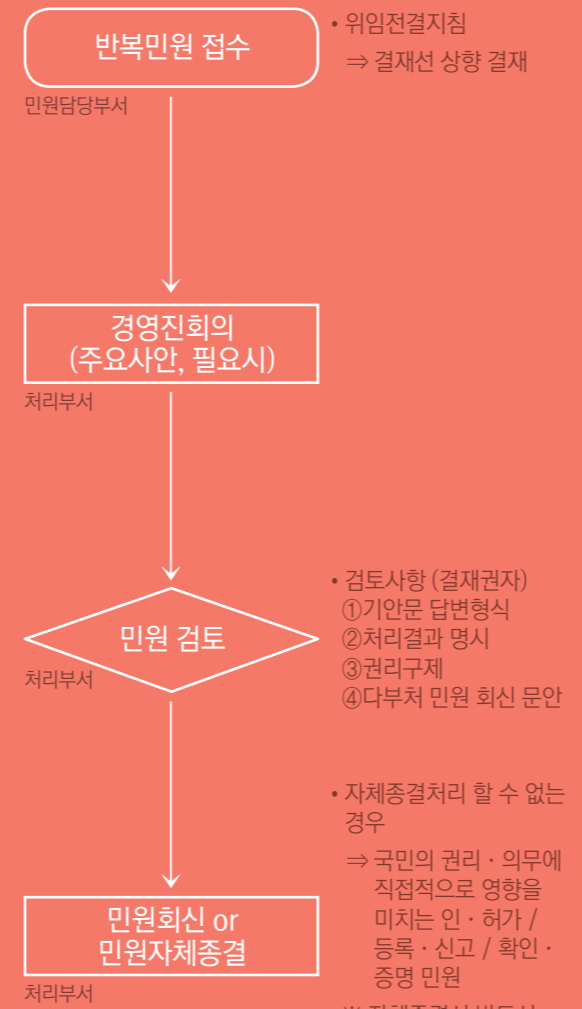 반복민원 접수
• 위임전결지침
⇒ 결재선 상향 결재
민원담당부서
경영진회의
(주요사안, 필요시)
처리부서
민원 검토
처리부서
• 검토사항 (결재권자)
①기안문 답변형식
②처리결과 명시
③권리구제
④다부처 민원 회신 문안
• 자체종결처리 할 수 없는
경우
⇒ 국민의 권리 · 의무에
직접적으로 영향을
미치는 인 · 허가 /
등록 · 신고 / 확인 ·
증명 민원
민원회신 or
민원자체종결
처리부서